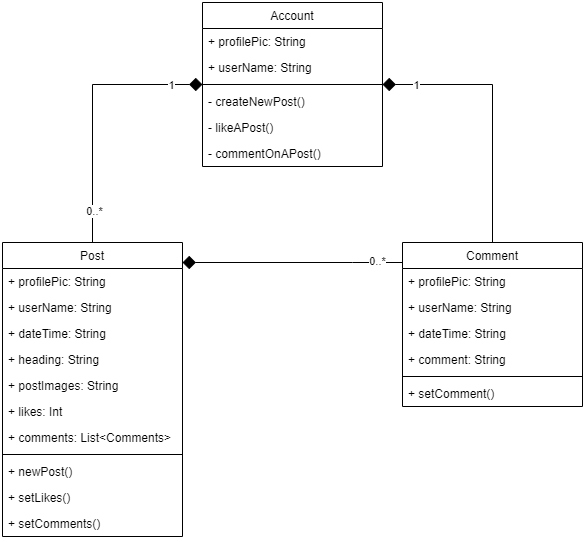 Account
+ profilePic: String
+ userName: String
- createNewPost()
- likeAPost()
- commentOnAPost()
1
1
0..*
Post
+ profilePic: String
+ userName: String
+ dateTime: String
+ heading: String
+ postImages: String
+ likes: Int
+ comments: List<Comments>
+ newPost()
+ setLikes()
+ setComments()
0..*
Comment
+ profilePic: String
+ userName: String
+ dateTime: String
+ comment: String
+ setComment()